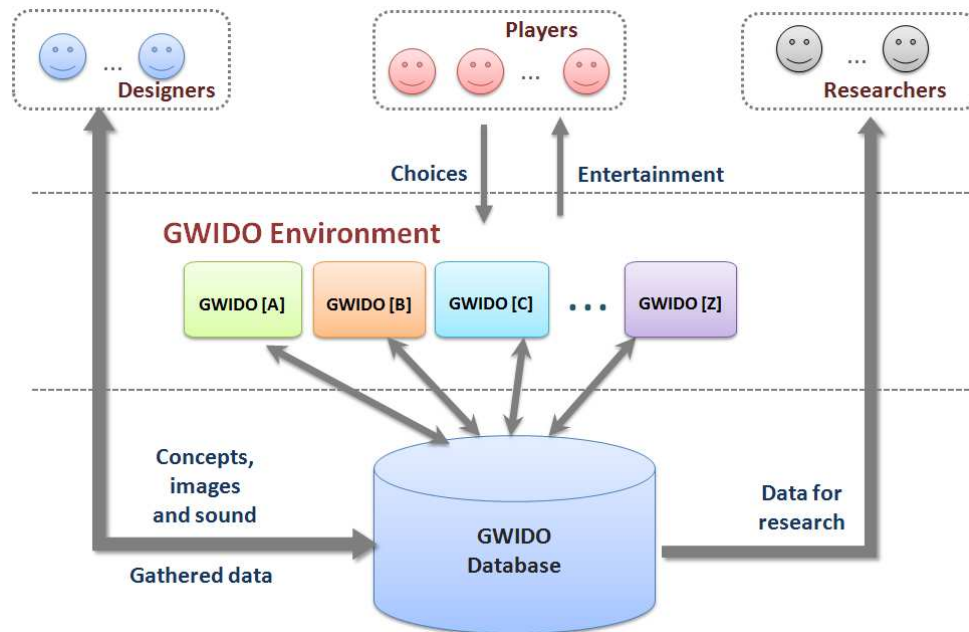 ...
Designers
Players
...
...
Researchers
Choices
Entertainment
GWIDO Environment
GWIDO [A]
GWIDO [B]
GWIDO [C]
...
GWIDO [Z]
Concepts,
images
and sound
Gathered data
GWIDO
Database
Data for
research